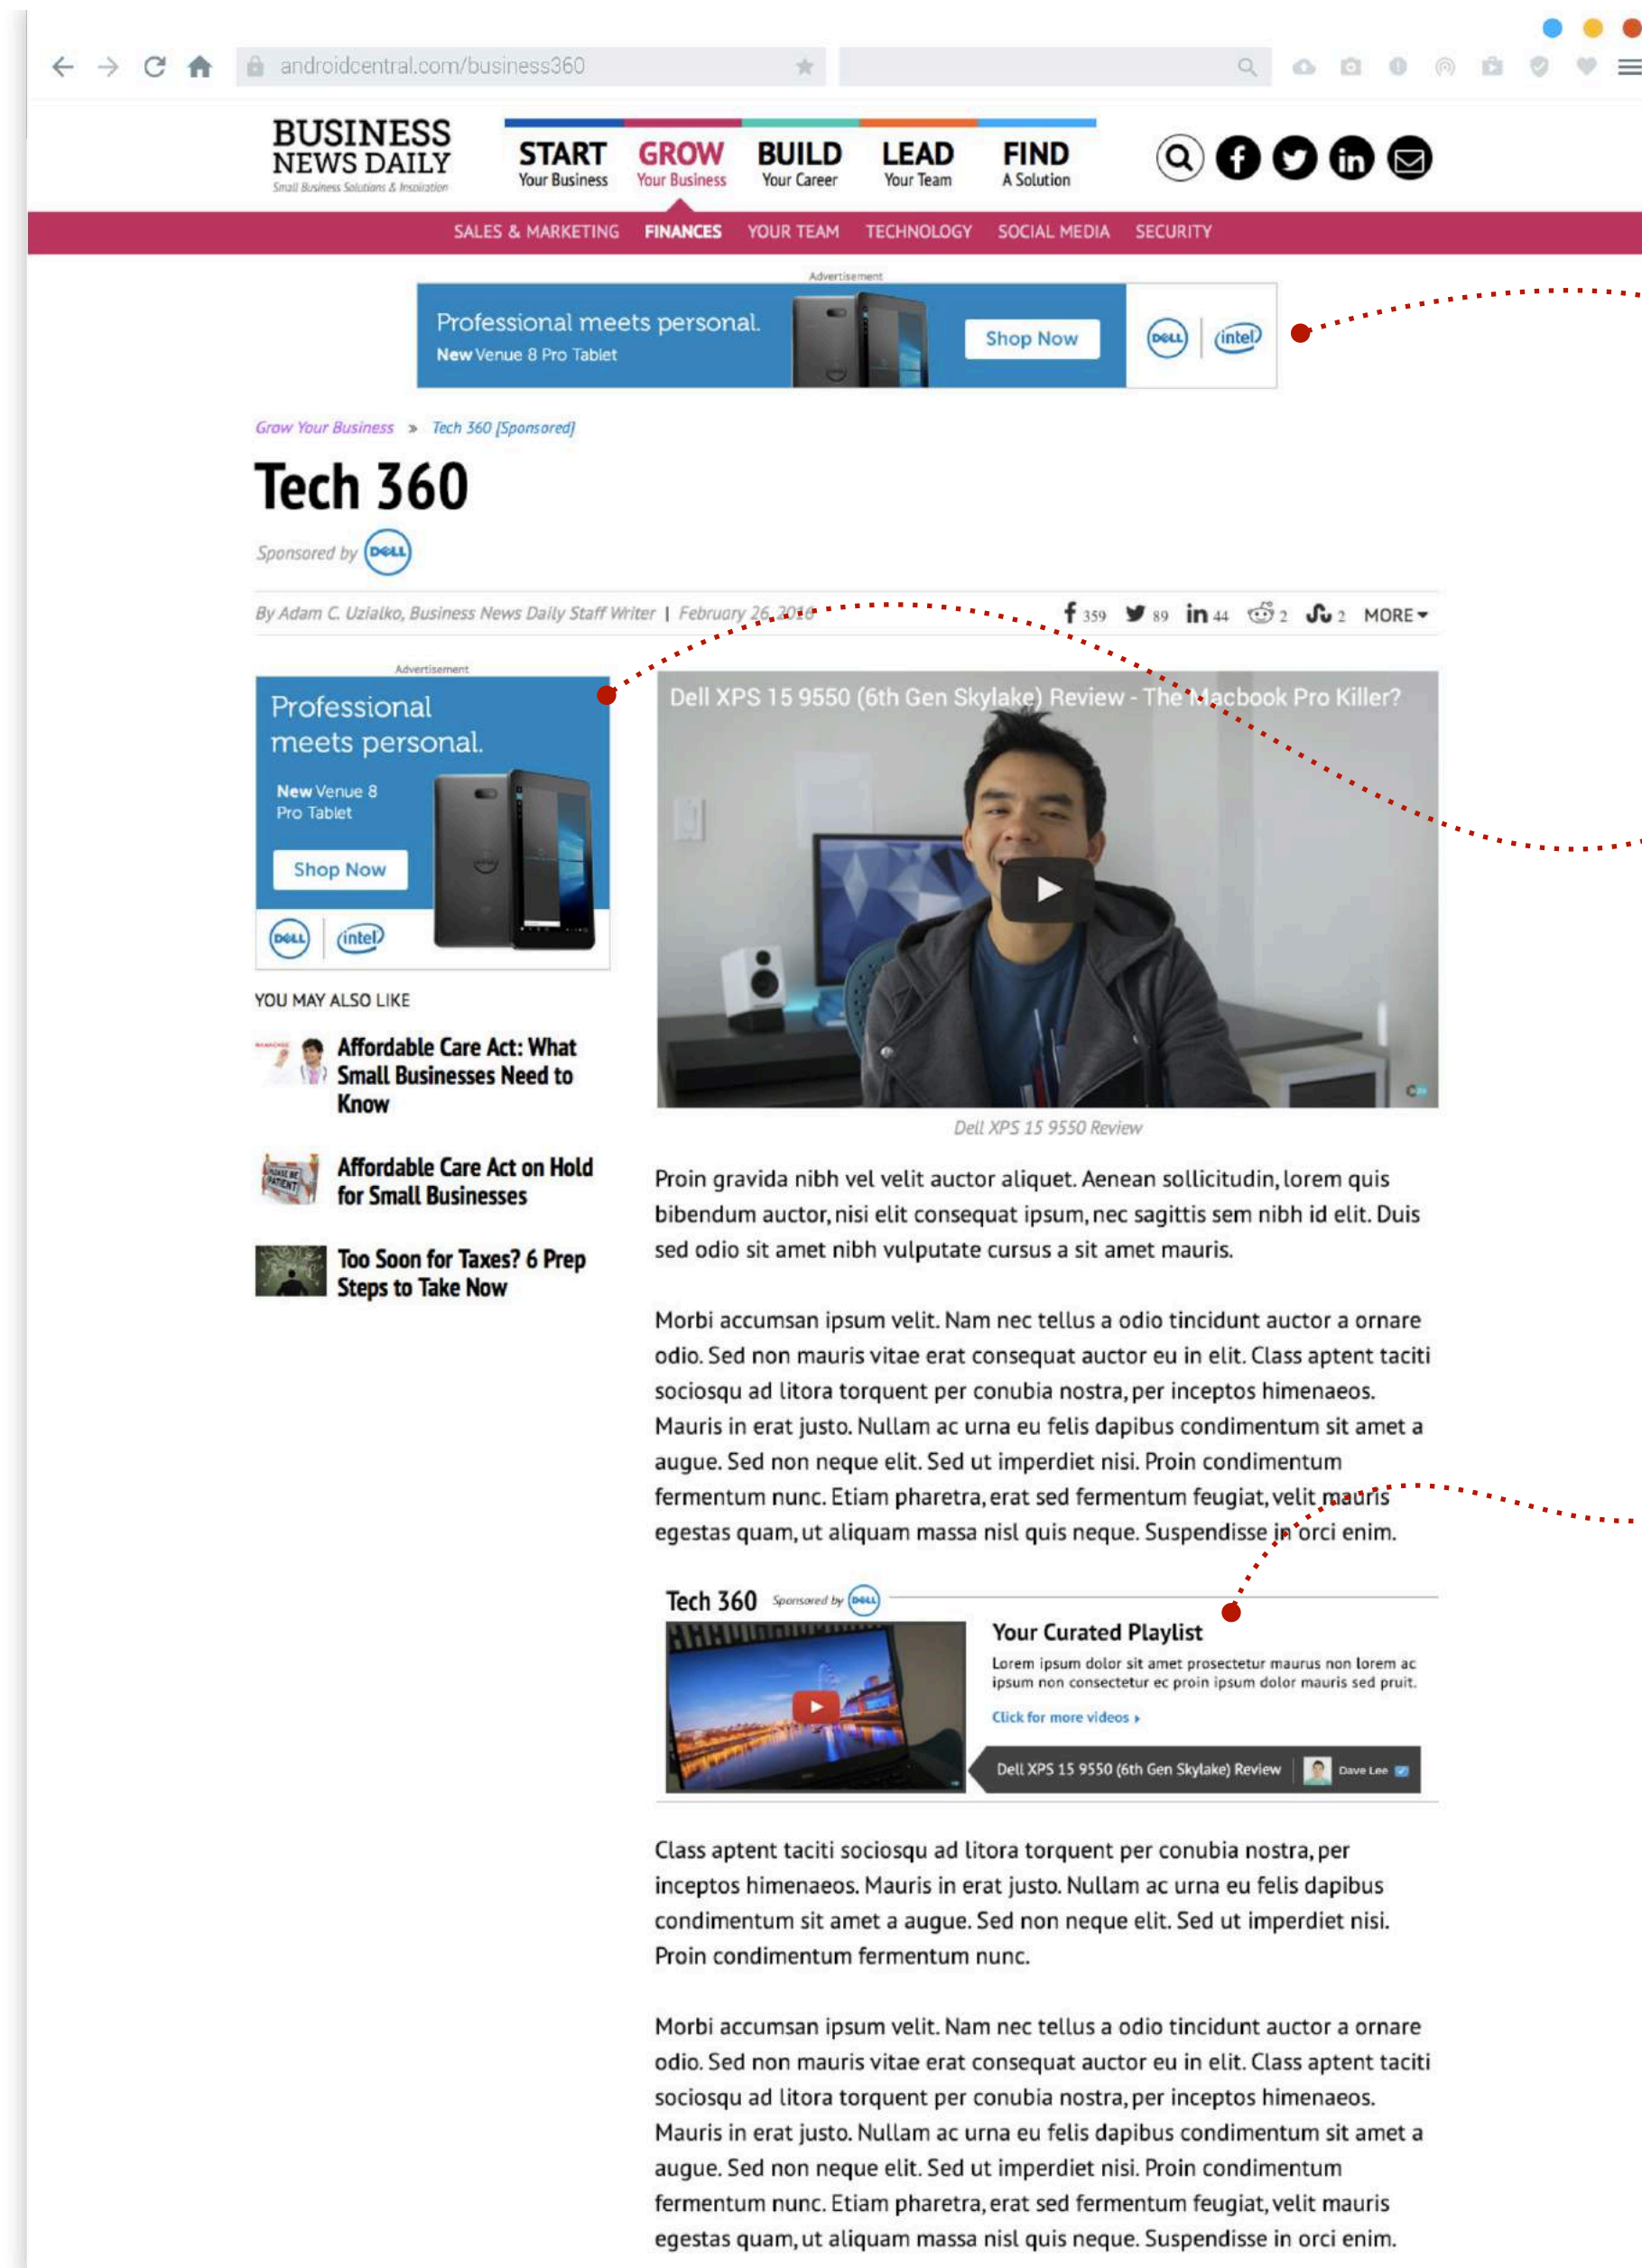 androidcentral.com/business360
BUSINESS
NEWS DAILY
Small Business Solutions & Inspiration
START
Your Business
GROW
Your Business
BUILD
Your Career
LEAD
Your Team
FIND
A Solution
SALES & MARKETING FINANCES YOUR TEAM TECHNOLOGY SOCIAL MEDIA SECURITY
Advertisement
Professional meets personal.
New Venue 8 Pro Tablet
Shop Now
DELL
intel
Grow Your Business » Tech 360 [Sponsored]
Tech 360
Sponsored by DELL
By Adam C. Uzialko, Business News Daily Staff Writer | February 26, 2016
f 359 89 in 44 2 2 MORE
Advertisement
Professional
meets personal.
New Venue 8
Pro Tablet
Shop Now
DELL
intel
YOU MAY ALSO LIKE
Affordable Care Act: What
Small Businesses Need to
Know
PLEASE BE
PATIENT
Affordable Care Act on Hold
for Small Businesses
Too Soon for Taxes? 6 Prep
Steps to Take Now
Dell XPS 15 9550 (6th Gen Skylake) Review - The Macbook Pro Killer?
Dell XPS 15 9550 Review
Proin gravida nibh vel velit auctor aliquet. Aenean sollicitudin, lorem quis
bibendum auctor, nisi elit consequat ipsum, nec sagittis sem nibh id elit. Duis
sed odio sit amet nibh vulputate cursus a sit amet mauris.
Morbi accumsan ipsum velit. Nam nec tellus a odio tincidunt auctor a ornare
odio. Sed non mauris vitae erat consequat auctor eu in elit. Class aptent taciti
sociosqu ad litora torquent per conubia nostra, per inceptos himenaeos.
Mauris in erat justo. Nullam ac urna eu felis dapibus condimentum sit amet a
augue. Sed non neque elit. Sed ut imperdiet nisi. Proin condimentum
fermentum nunc. Etiam pharetra, erat sed fermentum feugiat, velit mauris
egestas quam, ut aliquam massa nisl quis neque. Suspendisse in orci enim.
Tech 360 Sponsored by DELL
Your Curated Playlist
Lorem ipsum dolor sit amet prosectetur maurus non lorem ac
ipsum non consectetur ec proin ipsum dolor mauris sed pruit.
Click for more videos
Dell XPS 15 9550 (6th Gen Skylake) Review Dave Lee
Class aptent taciti sociosqu ad litora torquent per conubia nostra, per
inceptos himenaeos. Mauris in erat justo. Nullam ac urna eu felis dapibus
condimentum sit amet a augue. Sed non neque elit. Sed ut imperdiet nisi.
Proin condimentum fermentum nunc.
Morbi accumsan ipsum velit. Nam nec tellus a odio tincidunt auctor a ornare
odio. Sed non mauris vitae erat consequat auctor eu in elit. Class aptent taciti
sociosqu ad litora torquent per conubia nostra, per inceptos himenaeos.
Mauris in erat justo. Nullam ac urna eu felis dapibus condimentum sit amet a
augue. Sed non neque elit. Sed ut imperdiet nisi. Proin condimentum
fermentum nunc. Etiam pharetra, erat sed fermentum feugiat, velit mauris
egestas quam, ut aliquam massa nisl quis neque. Suspendisse in orci enim.